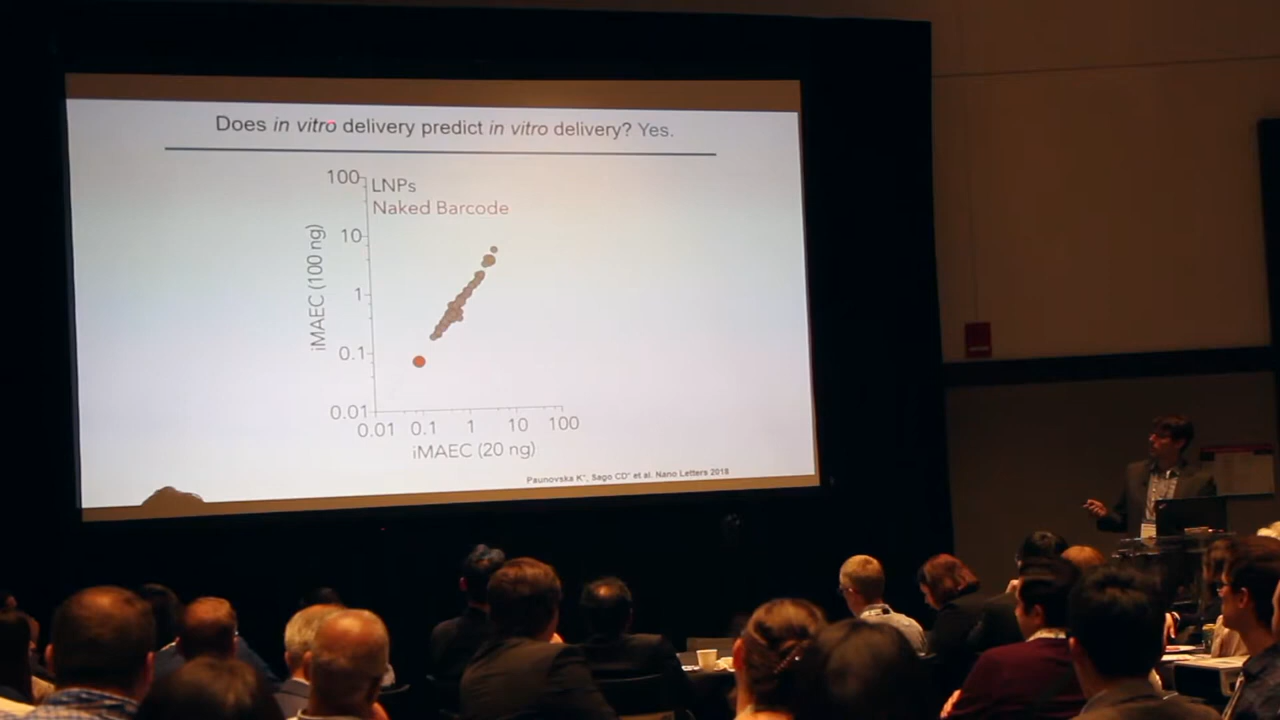 Does in vitro delivery predict in vitro delivery? Yes.
100
LNPs
Naked Barcode
10
1
0.1
0.01
iMAEC (100 ng)
0.01 0.1 1 10 100
iMAEC (20 ng)
Paunovska K*, Sago CD* et al. Nano Letters 2018